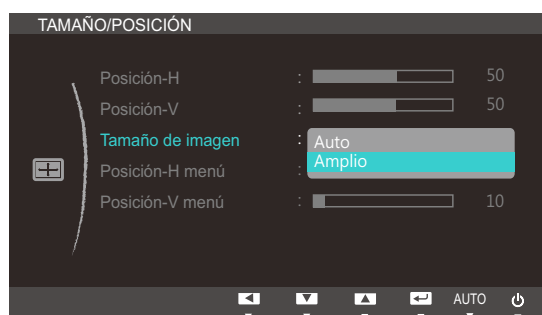 TAMAÑO/POSICIÓN
Posición-H : 50
Posición-V : 50
Tamaño de imagen : Auto
Amplio
Posición-H menú :
Posición-V menú : 10
AUTO